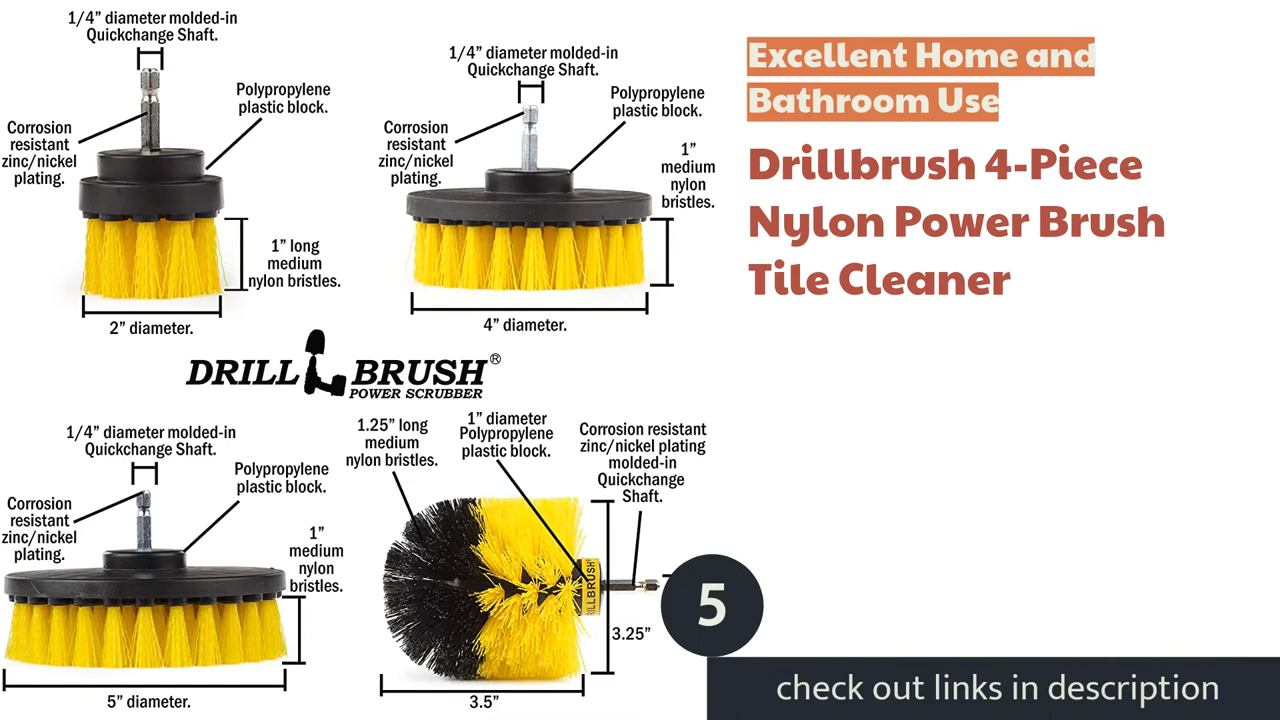 1/4” diameter molded-in
Quickchange Shaft.
Polypropylene
plastic block.
Corrosion
resistant
zinc/nickel
plating.
1” long
medium
nylon bristles.
2” diameter.
1/4” diameter molded-in
Quickchange Shaft.
Polypropylene
plastic block.
Corrosion
resistant
zinc/nickel
plating.
1”
medium
nylon
bristles.
4” diameter.
Excellent Home and
Bathroom Use
Drillbrush 4-Piece
Nylon Power Brush
Tile Cleaner
DRILL BRUSH®
POWER SCRUBBER
1/4” diameter molded-in
Quickchange Shaft.
Polypropylene
plastic block.
Corrosion
resistant
zinc/nickel
plating.
1”
medium
nylon
bristles.
5” diameter.
1.25” long
medium
nylon bristles.
1” diameter
Polypropylene
plastic block.
Corrosion resistant
zinc/nickel plating
molded-in
Quickchange
Shaft.
3.25”
3.5”
5
check out links in description